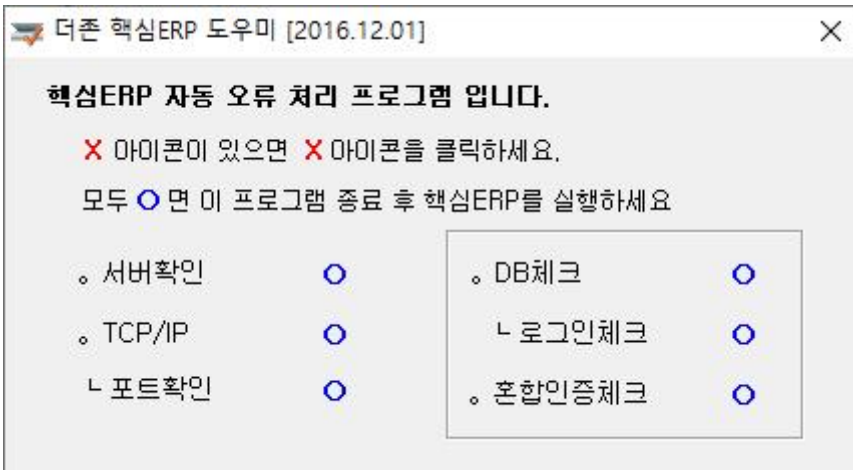 더존 핵심ERP 도우미 [2016.12.01]
핵심ERP 자동 오류 처리 프로그램 입니다.
X 아이콘이 있으면 X 아이콘을 클릭하세요.
모두 O 면 이 프로그램 종료 후 핵심ERP를 실행하세요
。서버확인 O
。TCP/IP O
ㄴ포트확인 O
。DB체크 O
ㄴ로그인체크 O
。혼합인증체크 O